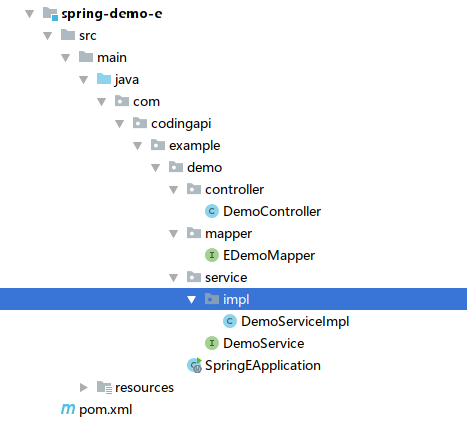 spring-demo-e
src
main
java
com
codingapi
example
demo
controller
DemoController
mapper
EDemoMapper
service
impl
DemoServiceImpl
DemoService
SpringEApplication
resources
pom.xml